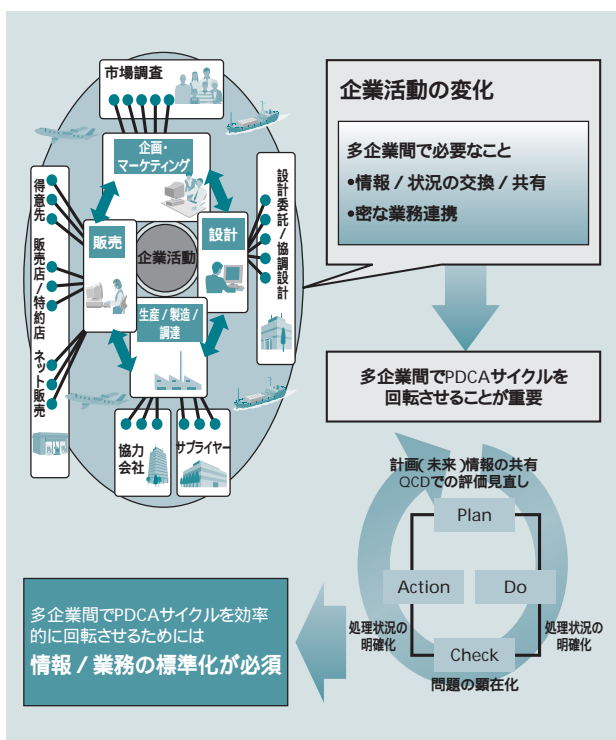 市場調査
企画・
マーケティング
得意先
販売店/特約店
ネット販売
販売
企業活動
設計
設計委託/協調設計
生産/製造/
調達
協力
会社
サプライヤー
企業活動の変化
多企業間で必要なこと
•情報/状況の交換/共有
•密な業務連携
多企業間でPDCAサイクルを
回転させることが重要
計画(未来)情報の共有
QCDでの評価見直し
Plan
Action
Do
処理状況の
明確化
処理状況の
明確化
Check
問題の顕在化
多企業間でPDCAサイクルを効率
的に回転させるためには
情報/業務の標準化が必須